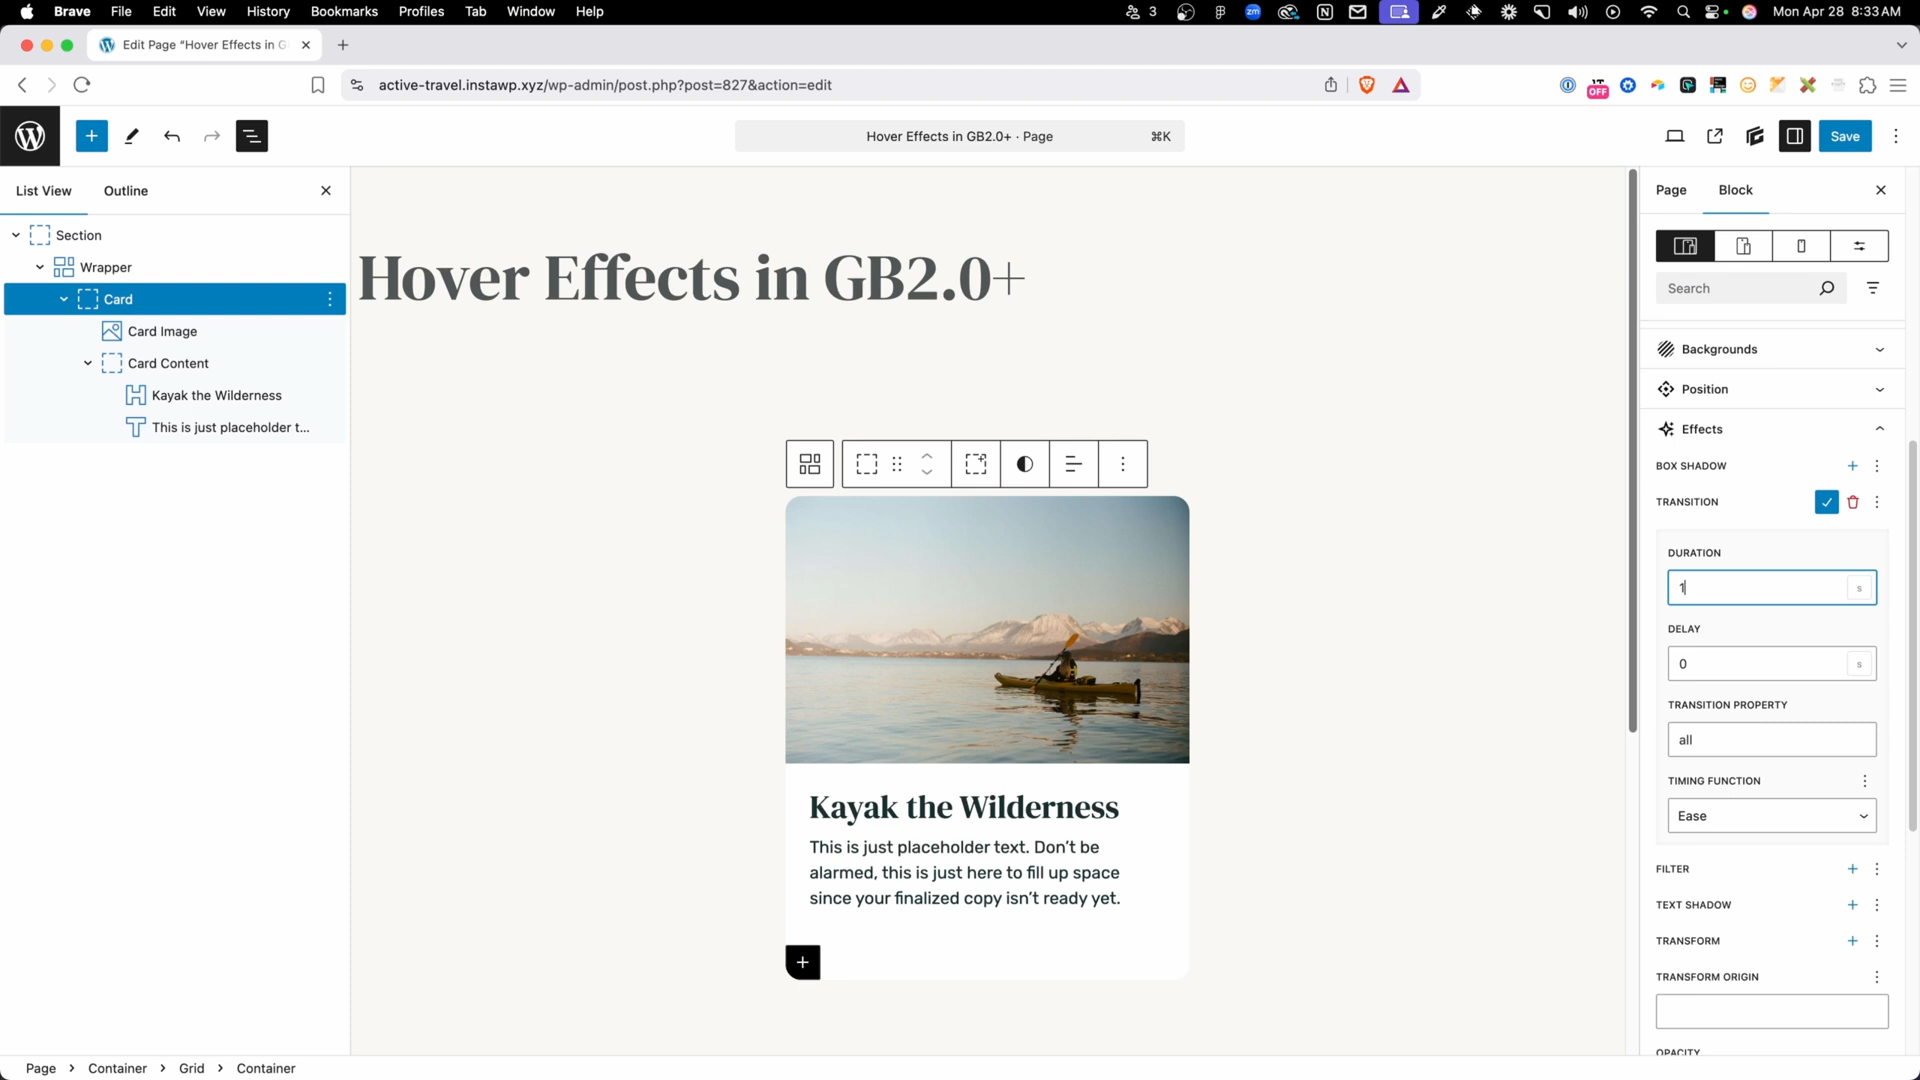 Brave File Edit View History Bookmarks Profiles Tab Window Help 3 zm Mon Apr 28 8:33 AM
Edit Page “Hover Effects in G
active-travel.instawp.xyz/wp-admin/post.php?post=827&action=edit OFF
Hover Effects in GB2.0+ · Page ⌘K Save
List View Outline
Section
Wrapper
Card
Card Image
Card Content
Kayak the Wilderness
This is just placeholder t...
Hover Effects in GB2.0+
Kayak the Wilderness
This is just placeholder text. Don’t be
alarmed, this is just here to fill up space
since your finalized copy isn’t ready yet.
Page Block
Search
Backgrounds
Position
Effects
BOX SHADOW
TRANSITION
DURATION
1 s
DELAY
0 s
TRANSITION PROPERTY
all
TIMING FUNCTION
Ease
FILTER
TEXT SHADOW
TRANSFORM
TRANSFORM ORIGIN
OPACITY
Page > Container > Grid > Container